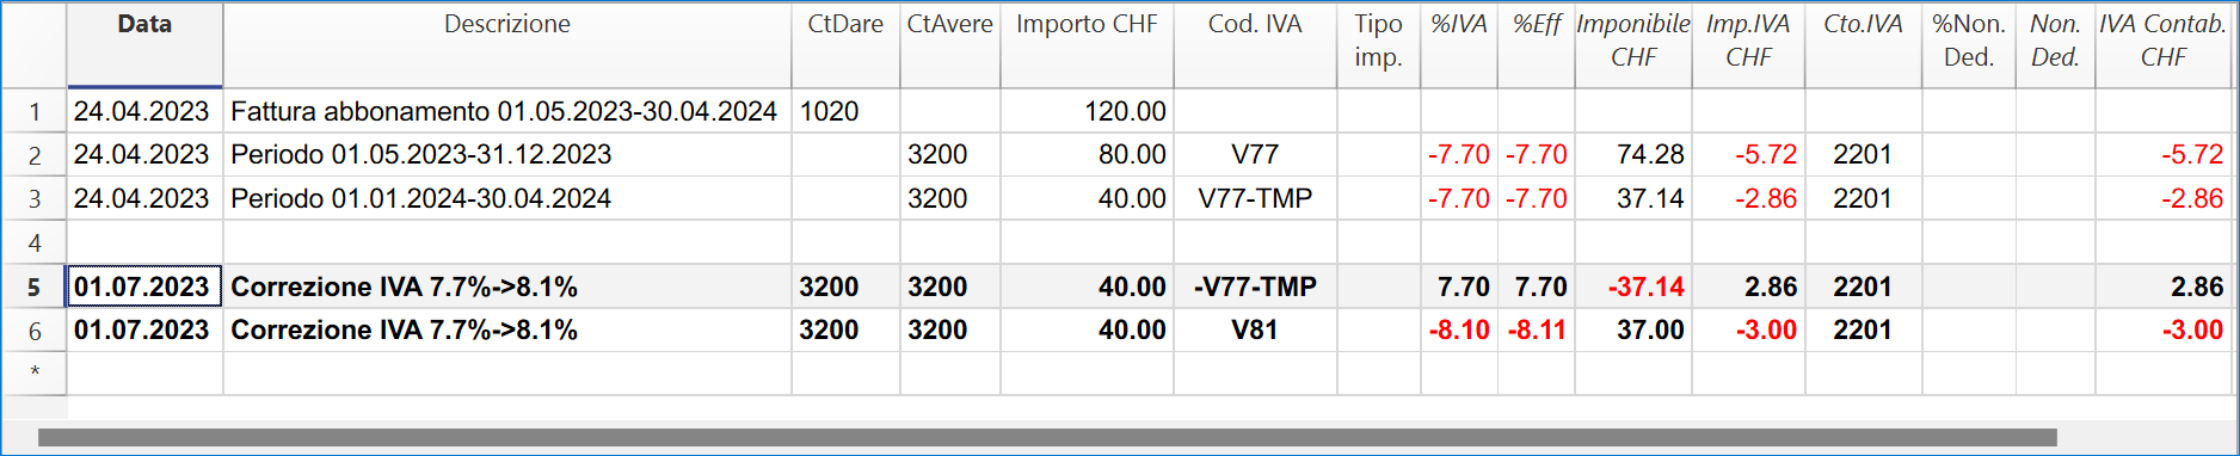 Data Descrizione CtDare CtAvere Importo CHF Cod. IVA Tipo imp. %IVA %Eff Imponibile CHF Imp.IVA CHF Cto.IVA %Non. Ded. Non. Ded. IVA Contab. CHF
1 24.04.2023 Fattura abbonamento 01.05.2023-30.04.2024 1020 120.00
2 24.04.2023 Periodo 01.05.2023-31.12.2023 3200 80.00 V77 -7.70 -7.70 74.28 -5.72 2201 -5.72
3 24.04.2023 Periodo 01.01.2024-30.04.2024 3200 40.00 V77-TMP -7.70 -7.70 37.14 -2.86 2201 -2.86
4
5 01.07.2023 Correzione IVA 7.7%->8.1% 3200 3200 40.00 -V77-TMP 7.70 7.70 -37.14 2.86 2201 2.86
6 01.07.2023 Correzione IVA 7.7%->8.1% 3200 3200 40.00 V81 -8.10 -8.11 37.00 -3.00 2201 -3.00
*